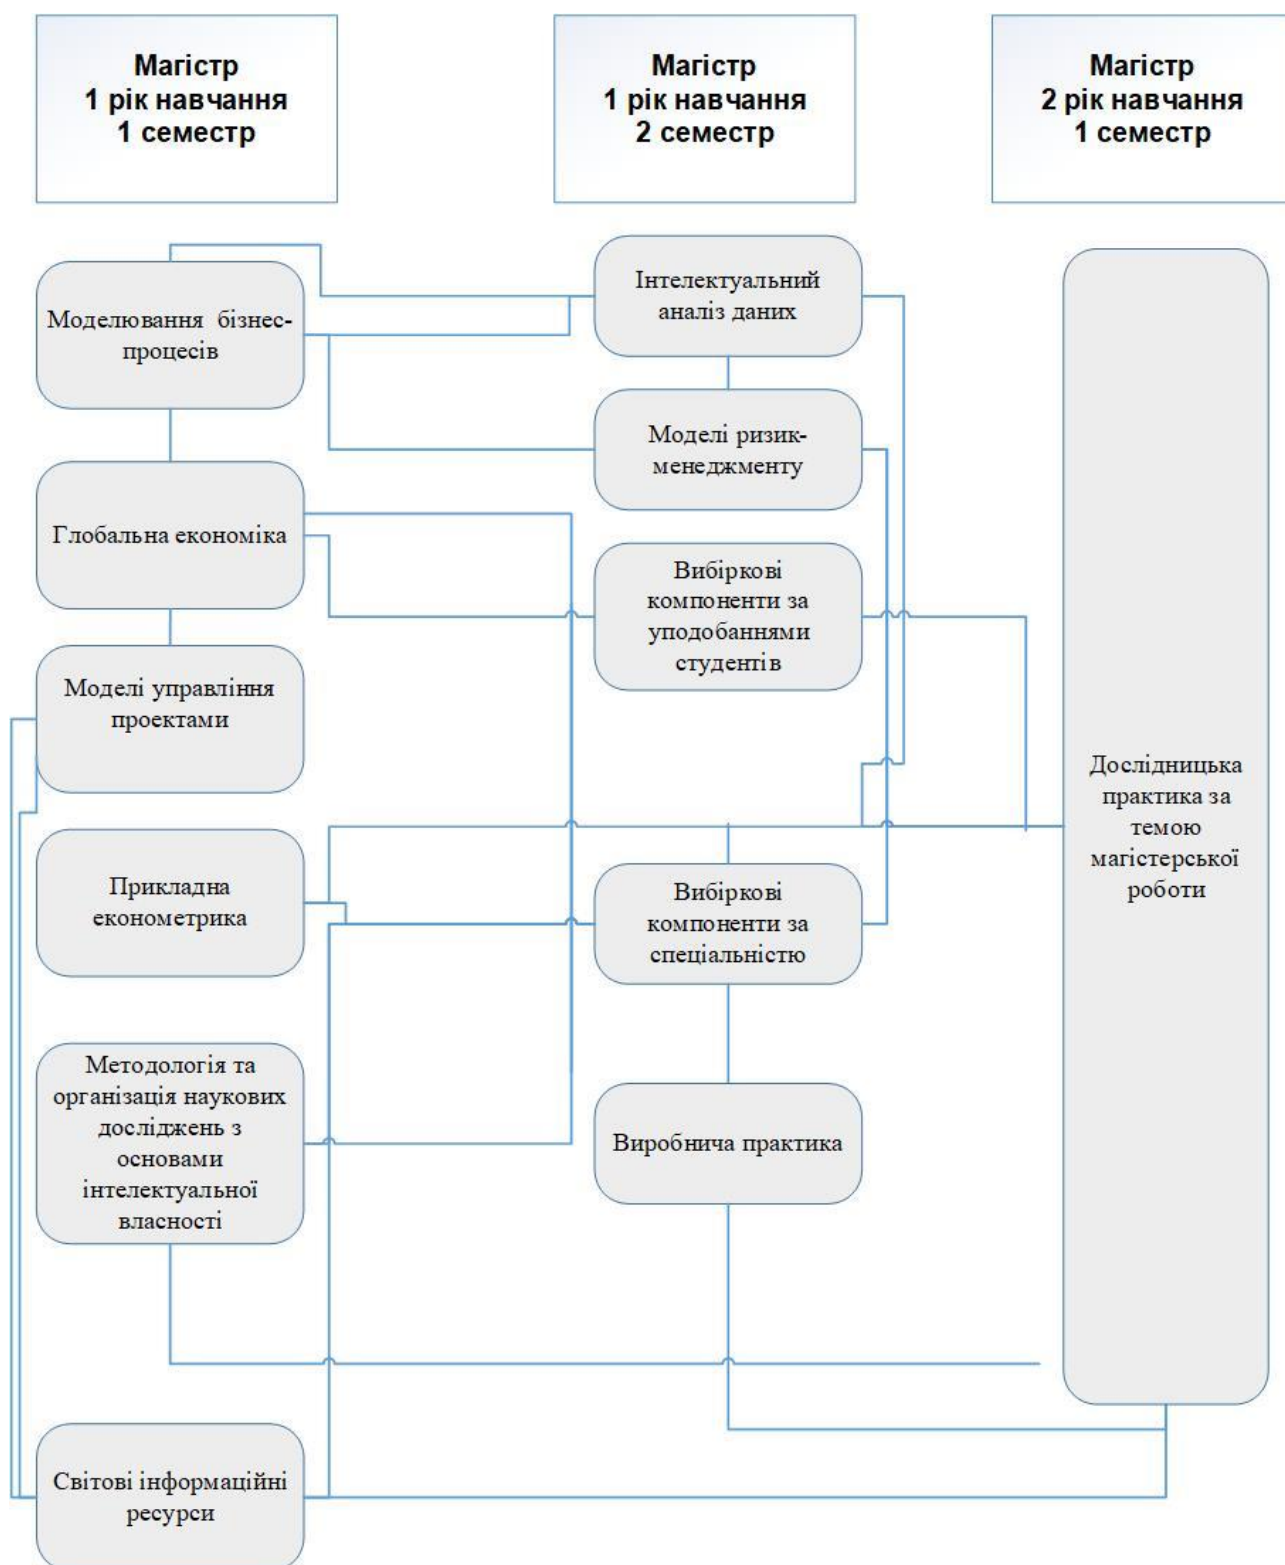 Магістр
1 рік навчання
1 семестр
Магістр
1 рік навчання
2 семестр
Магістр
2 рік навчання
1 семестр
Моделювання бізнес-
процесів
Глобальна економіка
Моделі управління
проектами
Прикладна
економетрика
Методологія та
організація наукових
досліджень з
основами
інтелектуальної
власності
Світові інформаційні
ресурси
Інтелектуальний
аналіз даних
Моделі ризик-
менеджменту
Вибіркові
компоненти за
уподобаннями
студентів
Вибіркові
компоненти за
спеціальністю
Виробнича практика
Дослідницька
практика за
темою
магістерської
роботи